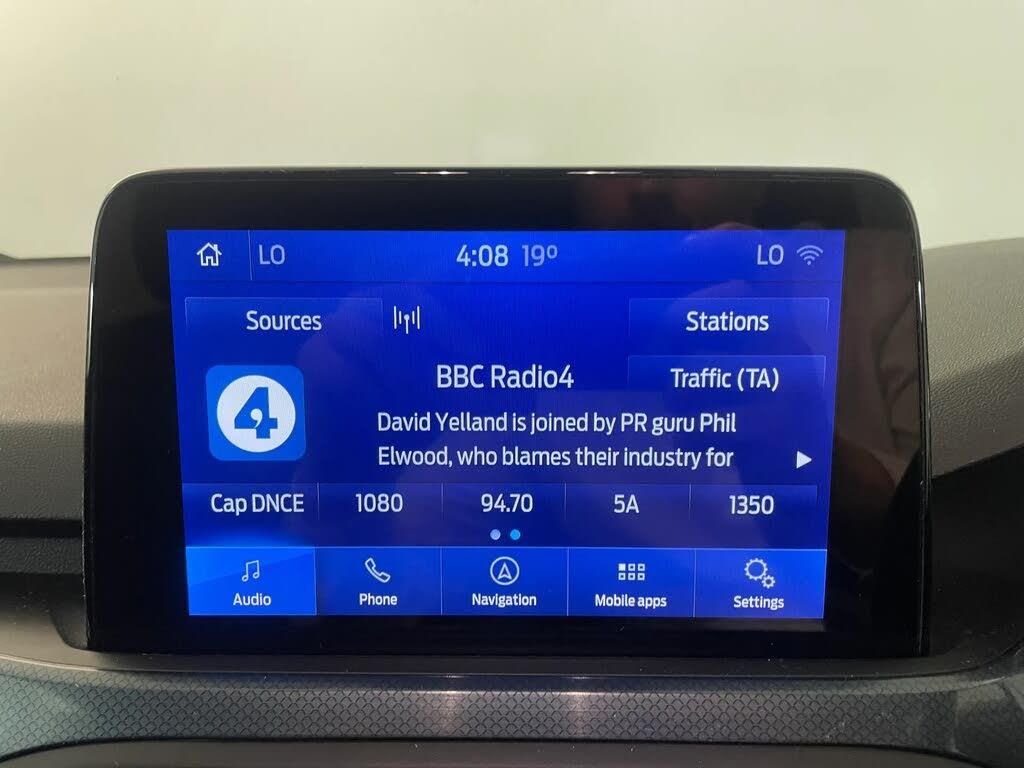 LO 4:08 19° LO
Sources Stations
BBC Radio4 Traffic (TA)
4
David Yelland is joined by PR guru Phil
Elwood, who blames their industry for
Cap DNCE 1080 94.70 5A 1350
Audio Phone Navigation Mobile apps Settings